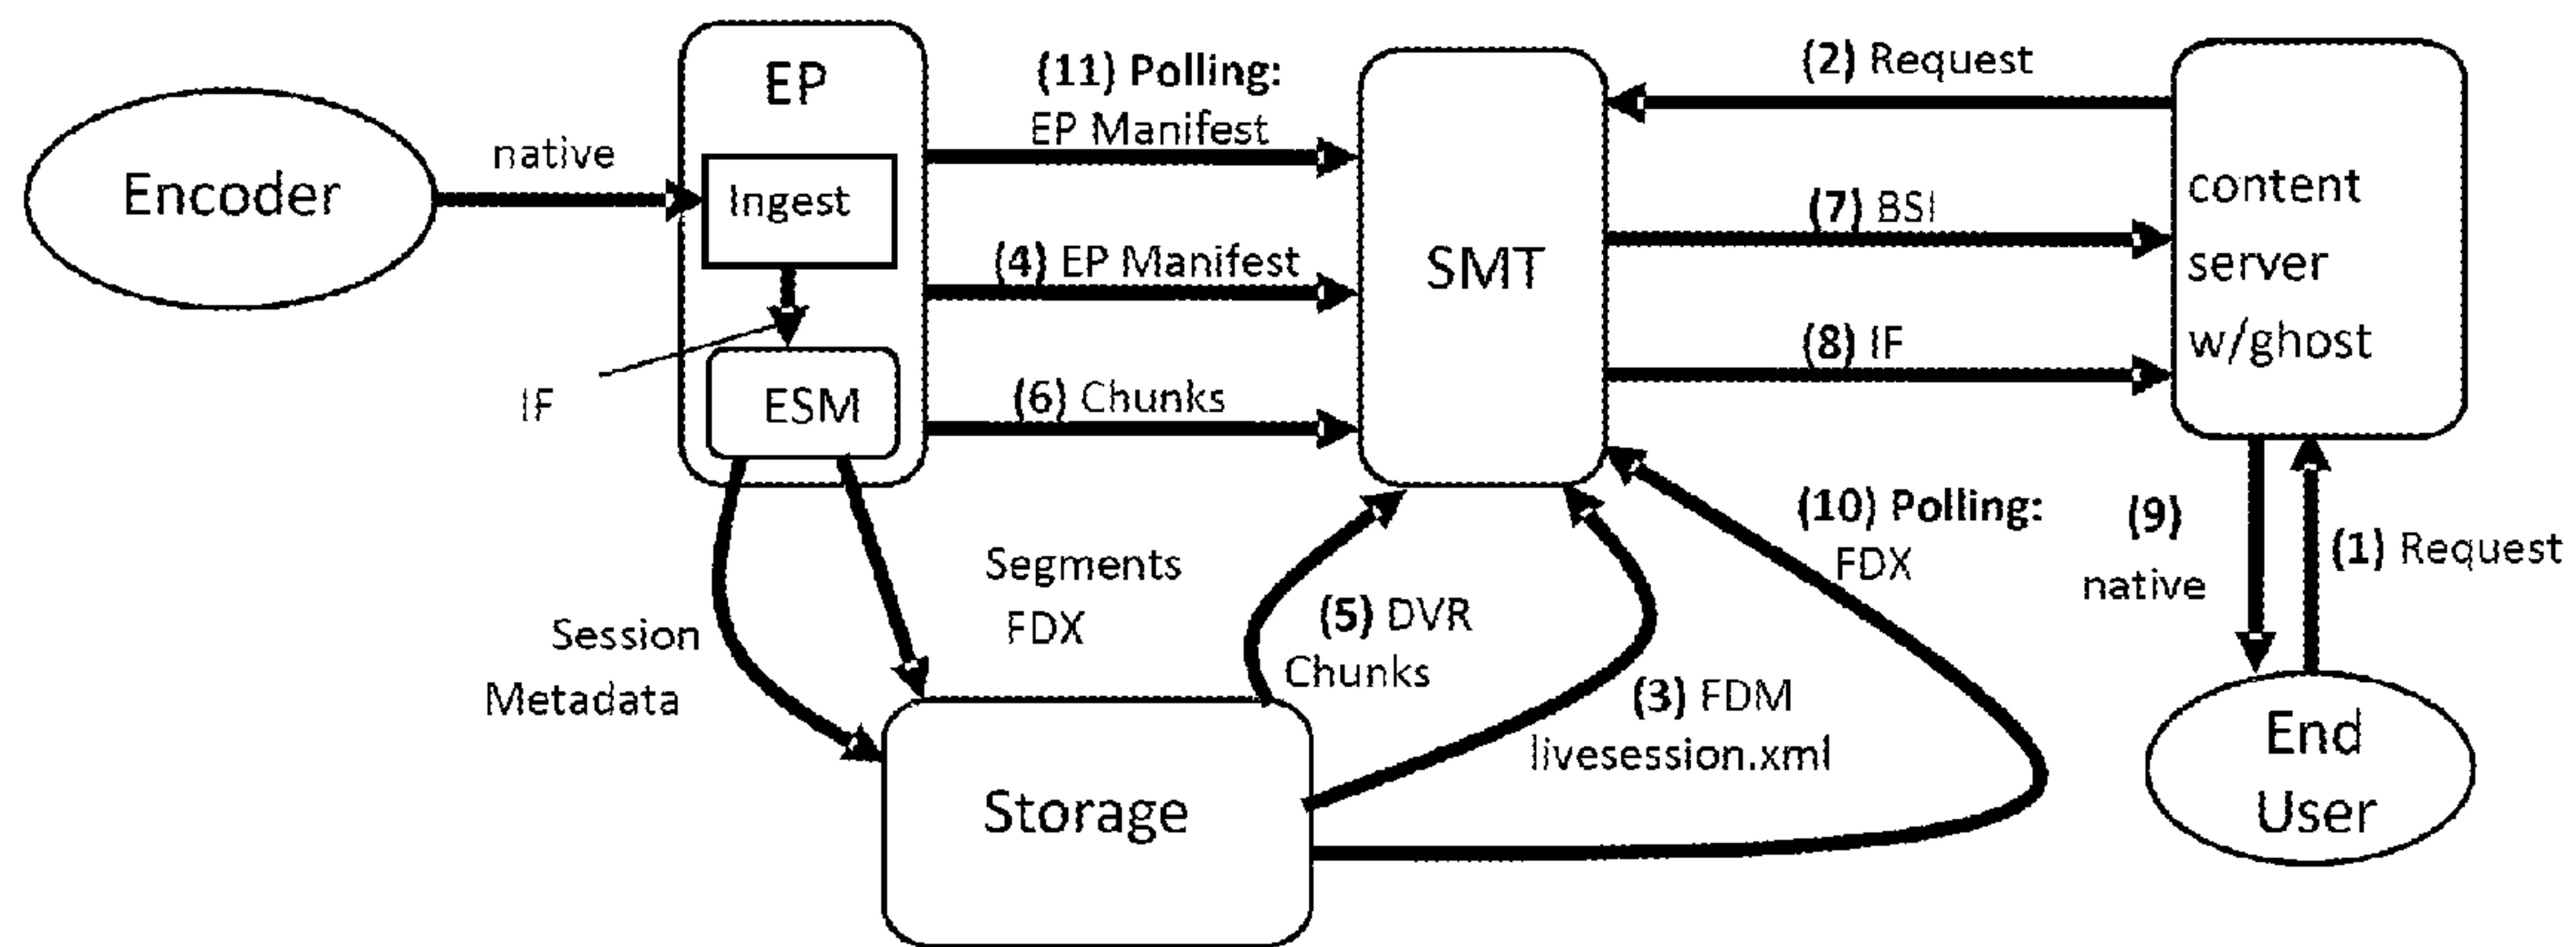 Encoder
native
EP
Ingest
IF
ESM
(11) Polling:
EP Manifest
(4) EP Manifest
(6) Chunks
SMT
(2) Request
(7) BSI
(8) IF
content
server
w/ghost
Session
Metadata
Segments
FDX
(5) DVR
Chunks
(3) FDM
livesession.xml
(10) Polling:
FDX
(9)
native
(1) Request
Storage
End
User